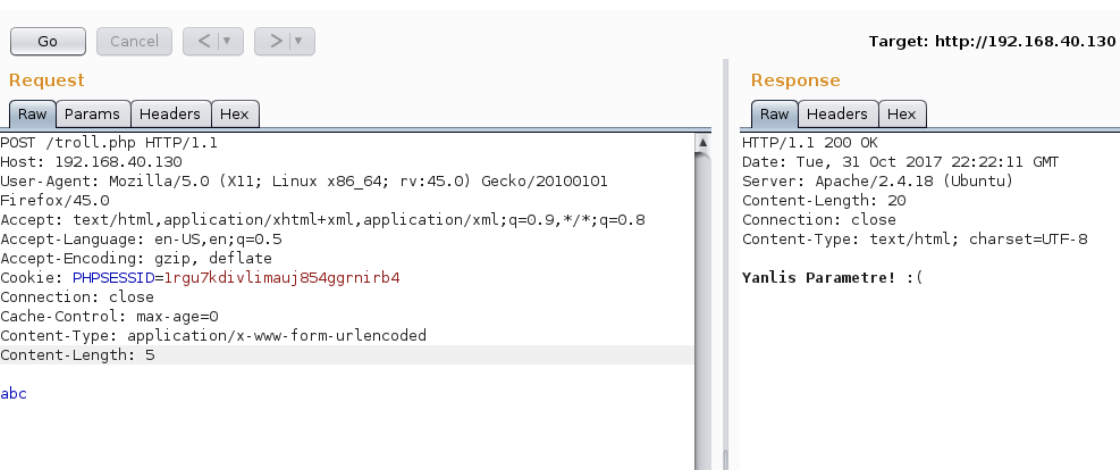 Go Cancel < >
Target: http://192.168.40.130
Request
Raw Params Headers Hex
POST /troll.php HTTP/1.1
Host: 192.168.40.130
User-Agent: Mozilla/5.0 (X11; Linux x86_64; rv:45.0) Gecko/20100101
Firefox/45.0
Accept: text/html,application/xhtml+xml,application/xml;q=0.9,*/*;q=0.8
Accept-Language: en-US,en;q=0.5
Accept-Encoding: gzip, deflate
Cookie: PHPSESSID=1rgu7kdivlimauj854ggrnirb4
Connection: close
Cache-Control: max-age=0
Content-Type: application/x-www-form-urlencoded
Content-Length: 5
abc
Response
Raw Headers Hex
HTTP/1.1 200 OK
Date: Tue, 31 Oct 2017 22:22:11 GMT
Server: Apache/2.4.18 (Ubuntu)
Content-Length: 20
Connection: close
Content-Type: text/html; charset=UTF-8
Yanlis Parametre! :(